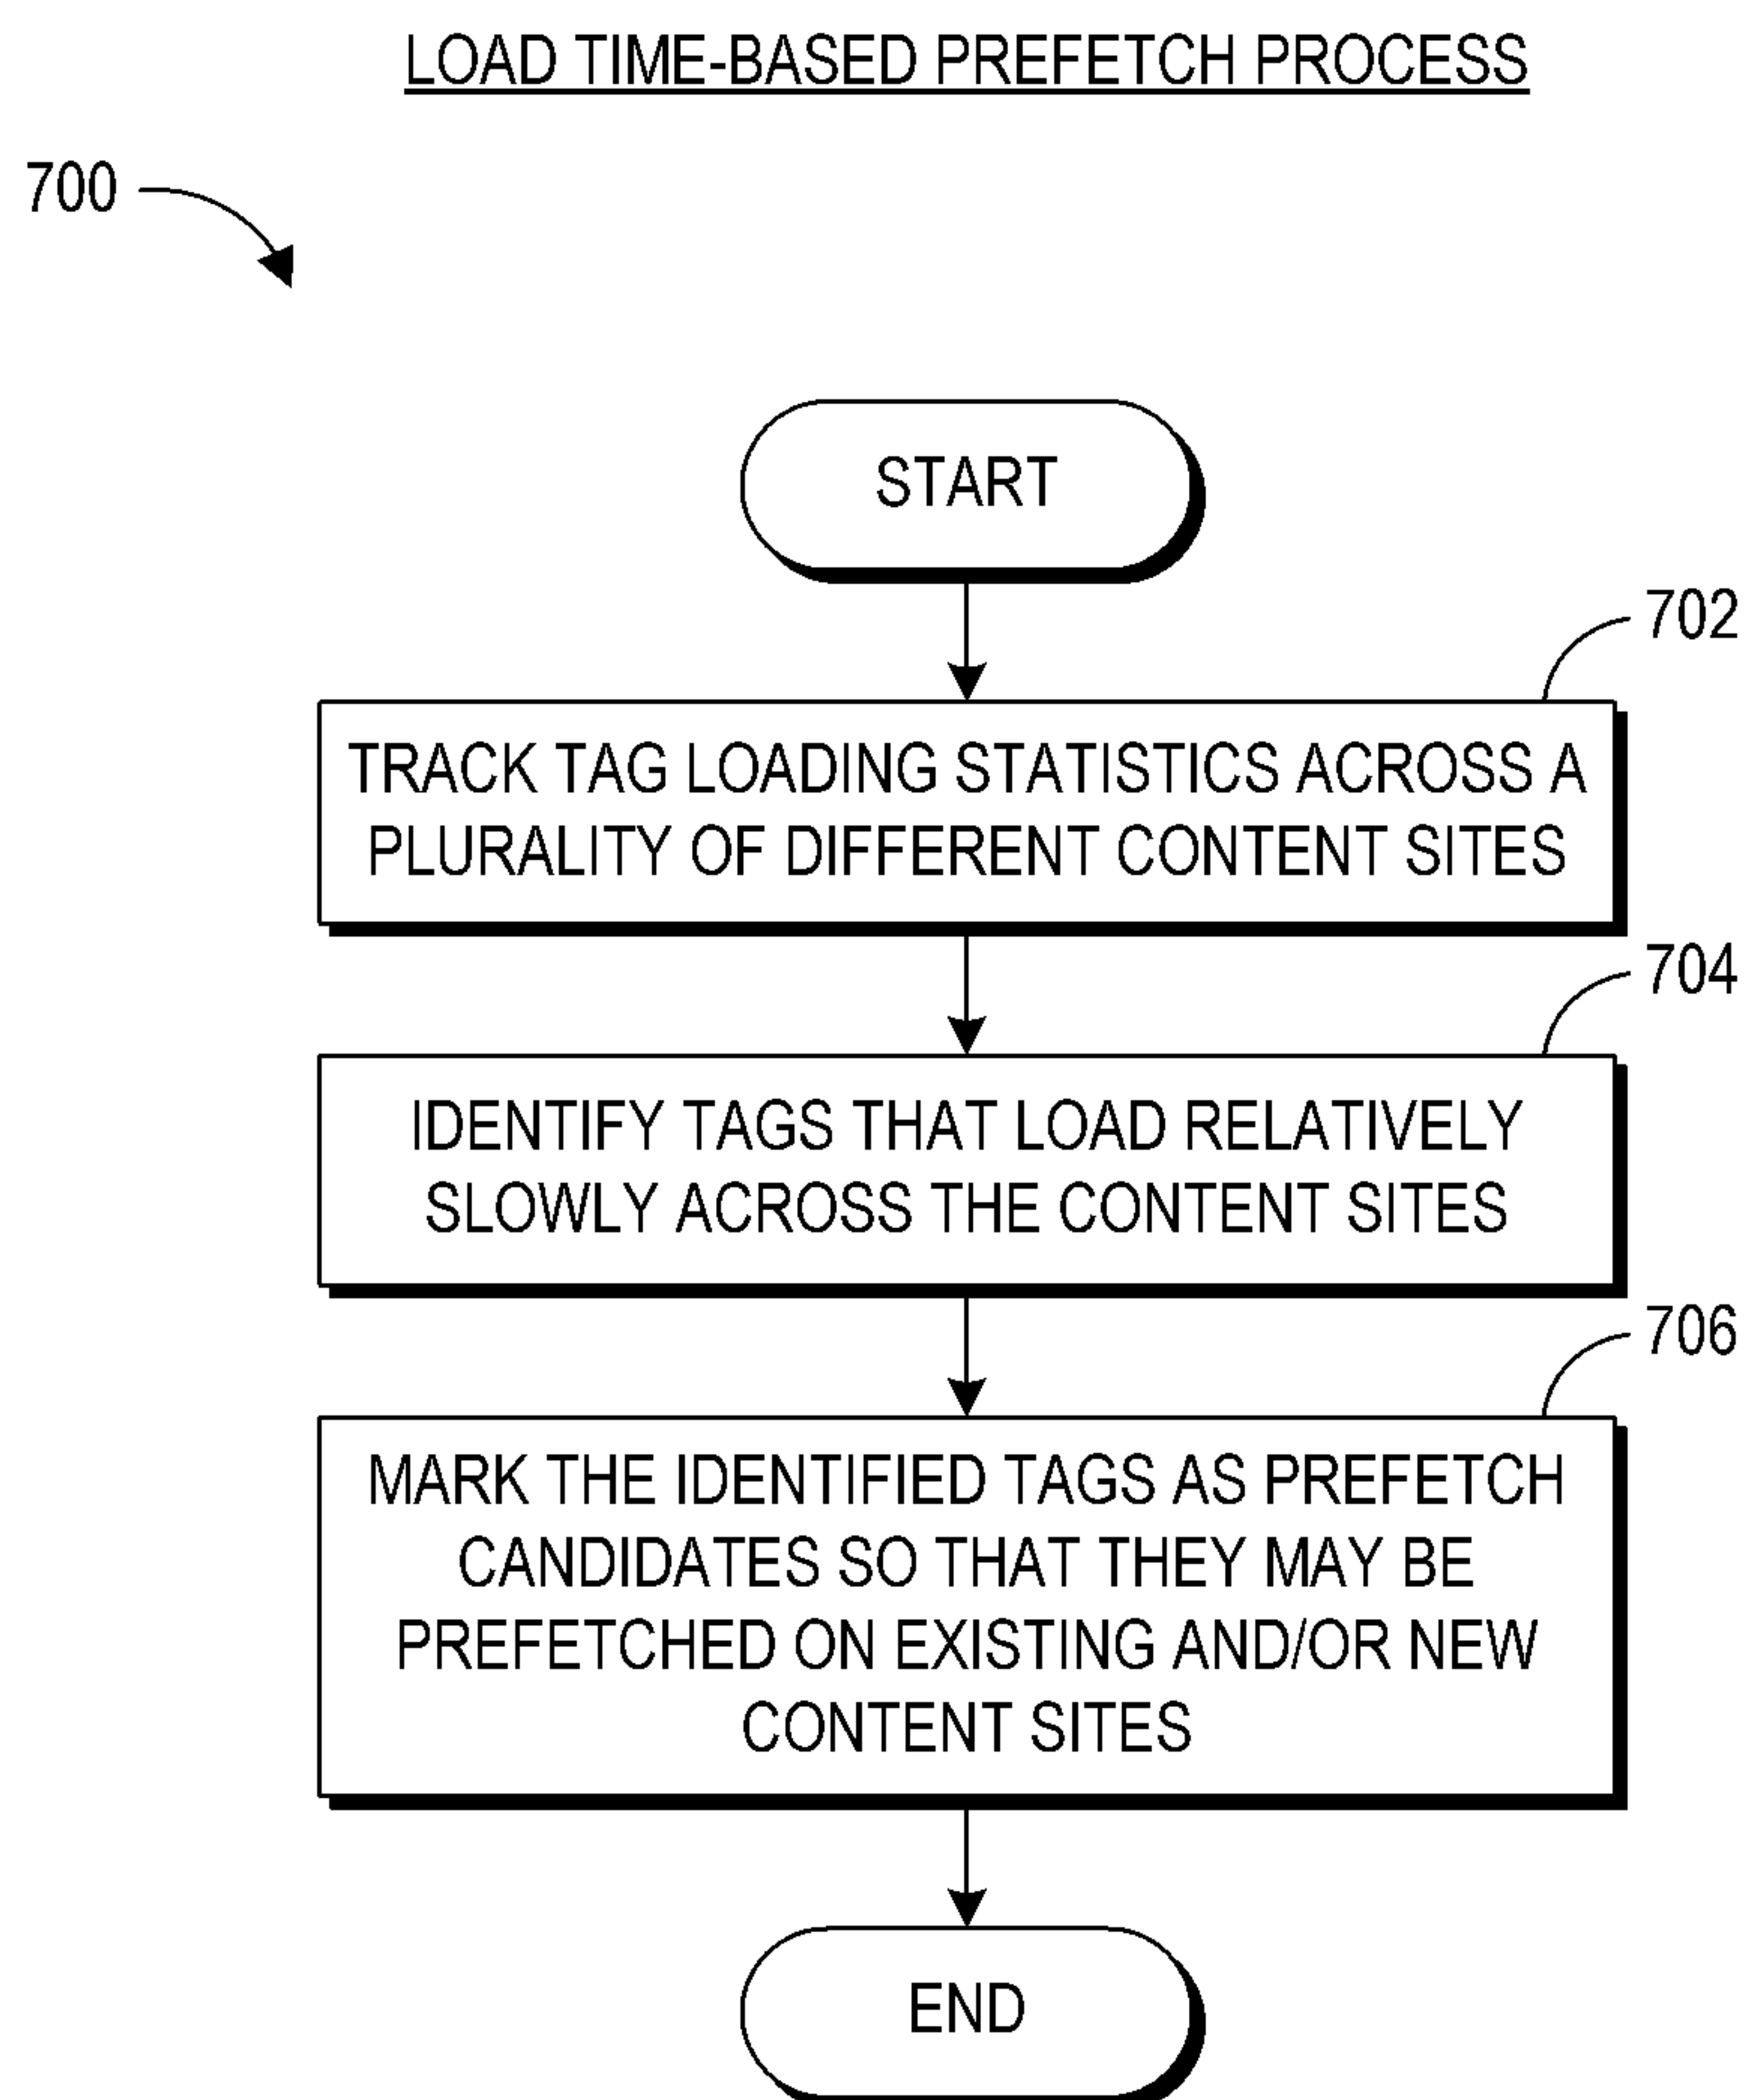 LOAD TIME-BASED PREFETCH PROCESS
700
START
702
TRACK TAG LOADING STATISTICS ACROSS A
PLURALITY OF DIFFERENT CONTENT SITES
704
IDENTIFY TAGS THAT LOAD RELATIVELY
SLOWLY ACROSS THE CONTENT SITES
706
MARK THE IDENTIFIED TAGS AS PREFETCH
CANDIDATES SO THAT THEY MAY BE
PREFETCHED ON EXISTING AND/OR NEW
CONTENT SITES
END